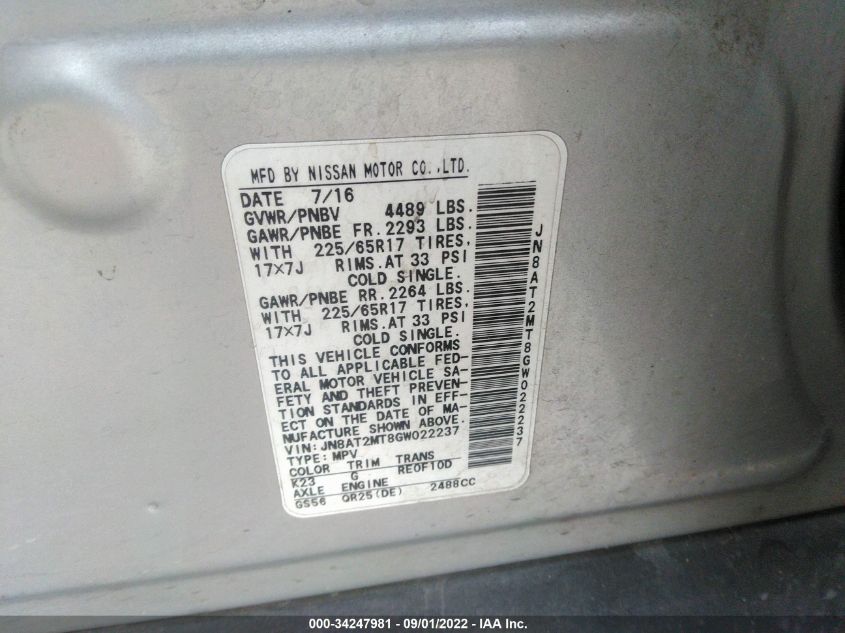 MFD BY NISSAN MOTOR CO.,LTD.
DATE 7/16
GVWR/PNBV 4489 LBS.
GAWR/PNBE FR. 2293 LBS.
WITH 225/65R17 TIRES,
17×7J RIMS. AT 33 PSI
COLD SINGLE.
GAWR/PNBE RR. 2264 LBS.
WITH 225/65R17 TIRES,
17×7J RIMS. AT 33 PSI
COLD SINGLE.
THIS VEHICLE CONFORMS
TO ALL APPLICABLE FED-
ERAL MOTOR VEHICLE SA-
FETY AND THEFT PREVEN-
TION STANDARDS IN EFF-
ECT ON THE DATE OF MA-
NUFACTURE SHOWN ABOVE.
VIN: JN8AT2MT8GW022237
TYPE: MPV
COLOR TRIM TRANS
K23 G RE0F10D
AXLE ENGINE
GS56 QR25(DE) 2488CC
JN8AT2MT8GW022237
000-34247981 - 09/01/2022 - IAA Inc.